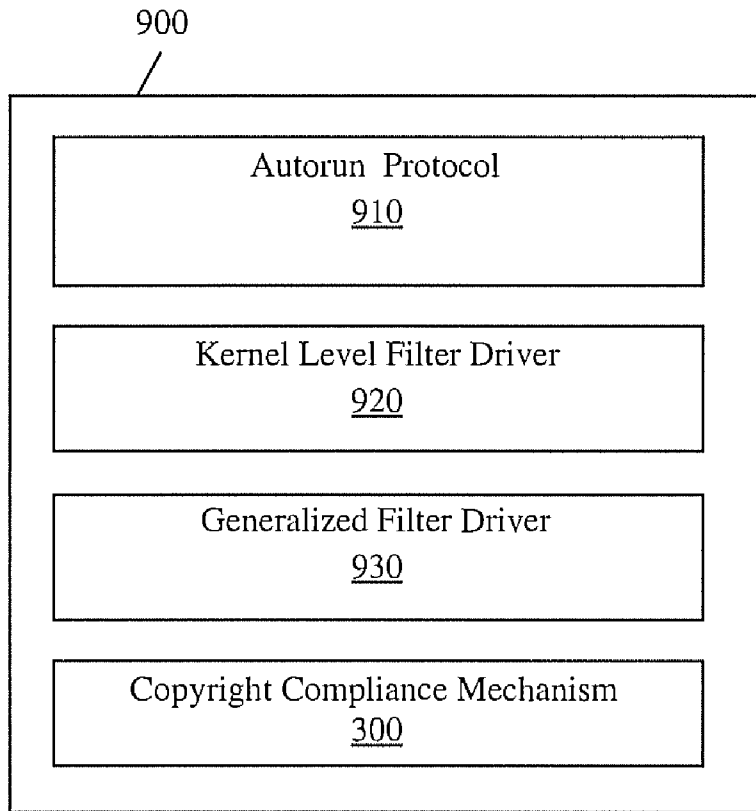 900
Autorun Protocol
910
Kernel Level Filter Driver
920
Generalized Filter Driver
930
Copyright Compliance Mechanism
300